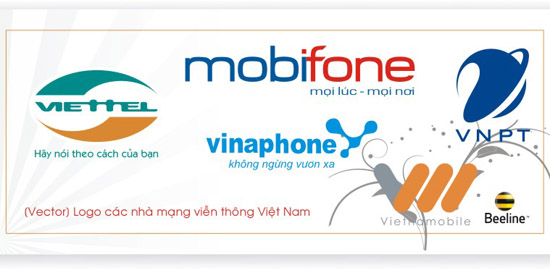 VIETTEL
Hãy nói theo cách của bạn
mobifone
mọi lúc - mọi nơi
VNPT
vinaphone
không ngừng vươn xa
Vietnamobile
Beeline™
(Vector) Logo các nhà mạng viễn thông Việt Nam